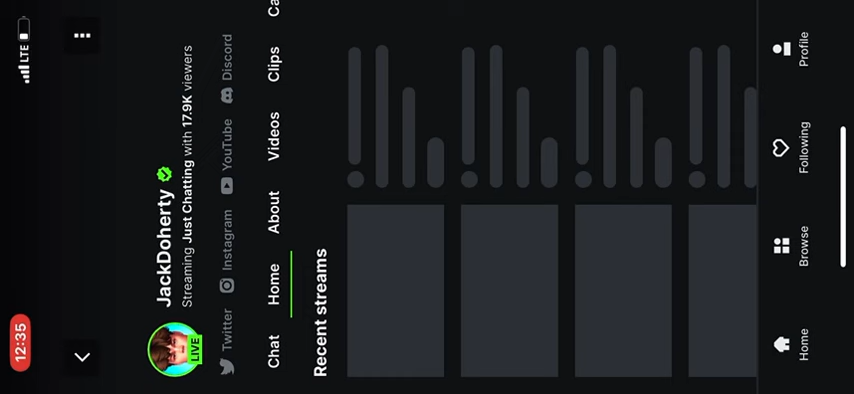 12:35
LTE
JackDoherty
LIVE
Streaming Just Chatting with 17.9K viewers
Twitter Instagram YouTube Discord
Chat Home About Videos Clips Ca
Recent streams
Home Browse Following Profile